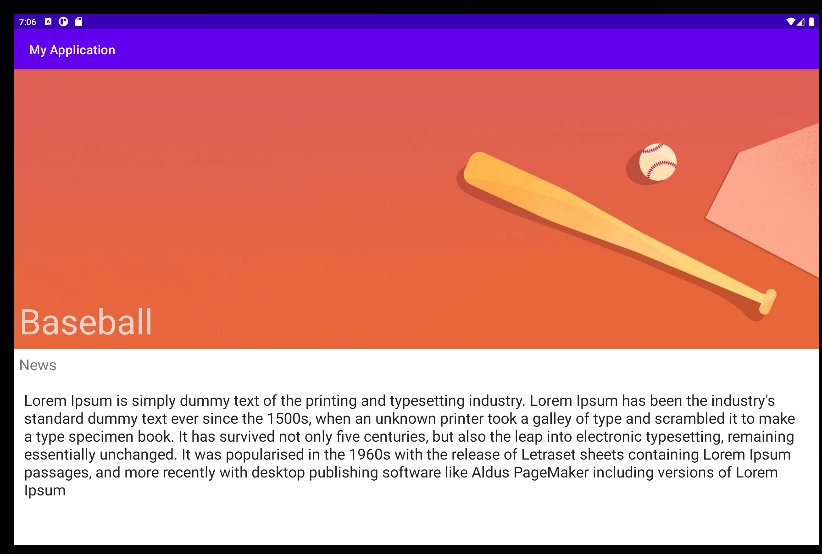 7:06
My Application
Baseball
News
Lorem Ipsum is simply dummy text of the printing and typesetting industry. Lorem Ipsum has been the industry's
standard dummy text ever since the 1500s, when an unknown printer took a galley of type and scrambled it to make
a type specimen book. It has survived not only five centuries, but also the leap into electronic typesetting, remaining
essentially unchanged. It was popularised in the 1960s with the release of Letraset sheets containing Lorem Ipsum
passages, and more recently with desktop publishing software like Aldus PageMaker including versions of Lorem
Ipsum